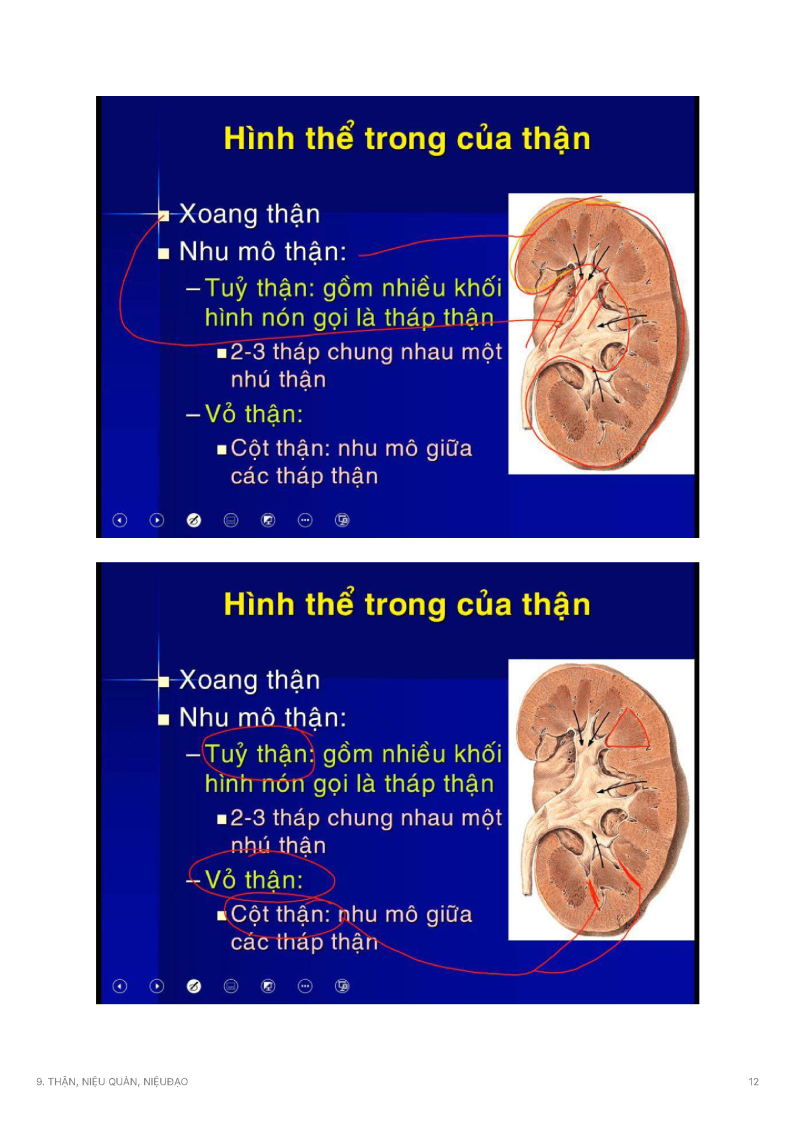 Hình thể trong của thận
Xoang thận
Nhu mô thận:
–Tuỷ thận: gồm nhiều khối
hình nón gọi là tháp thận
2-3 tháp chung nhau một
nhú thận
–Vỏ thận:
Cột thận: nhu mô giữa
các tháp thận
Hình thể trong của thận
Xoang thận
Nhu mô thận:
–Tuỷ thận: gồm nhiều khối
hình nón gọi là tháp thận
2-3 tháp chung nhau một
nhú thận
–Vỏ thận:
Cột thận: nhu mô giữa
các tháp thận
9. THẬN, NIỆU QUẢN, NIỆUĐẠO 12